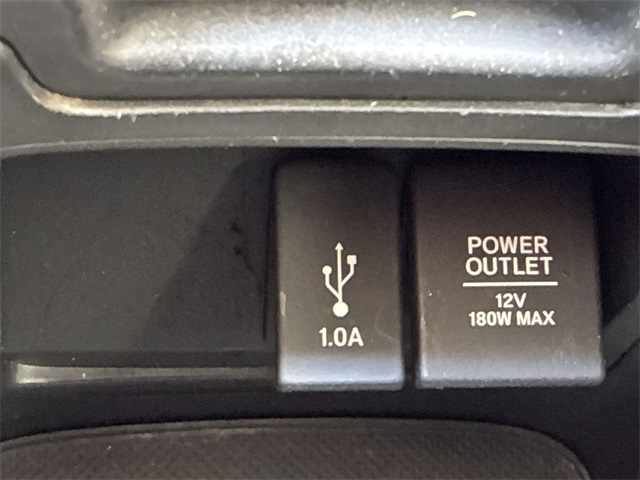 1.0A
POWER
OUTLET
12V
180W MAX